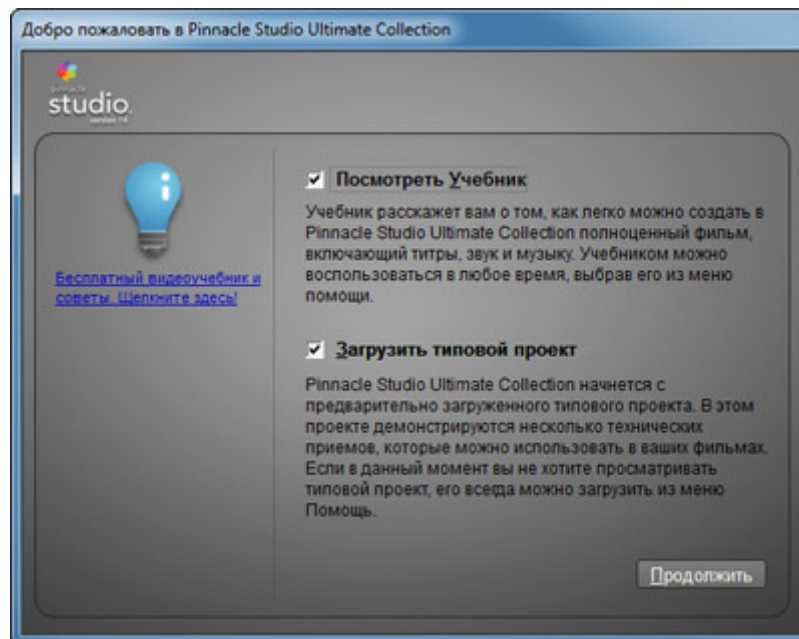 Добро пожаловать в Pinnacle Studio Ultimate Collection
pinnacle
studio
version 14
Бесплатный видеоучебник и
советы. Щелкните здесь!
Посмотреть Учебник
Учебник расскажет вам о том, как легко можно создать в
Pinnacle Studio Ultimate Collection полноценный фильм,
включающий титры, звук и музыку. Учебником можно
воспользоваться в любое время, выбрав его из меню
помощи.
Загрузить типовой проект
Pinnacle Studio Ultimate Collection начнется с
предварительно загруженного типового проекта. В этом
проекте демонстрируются несколько технических
приемов, которые можно использовать в ваших фильмах.
Если в данный момент вы не хотите просматривать
типовой проект, его всегда можно загрузить из меню
Помощь.
Продолжить